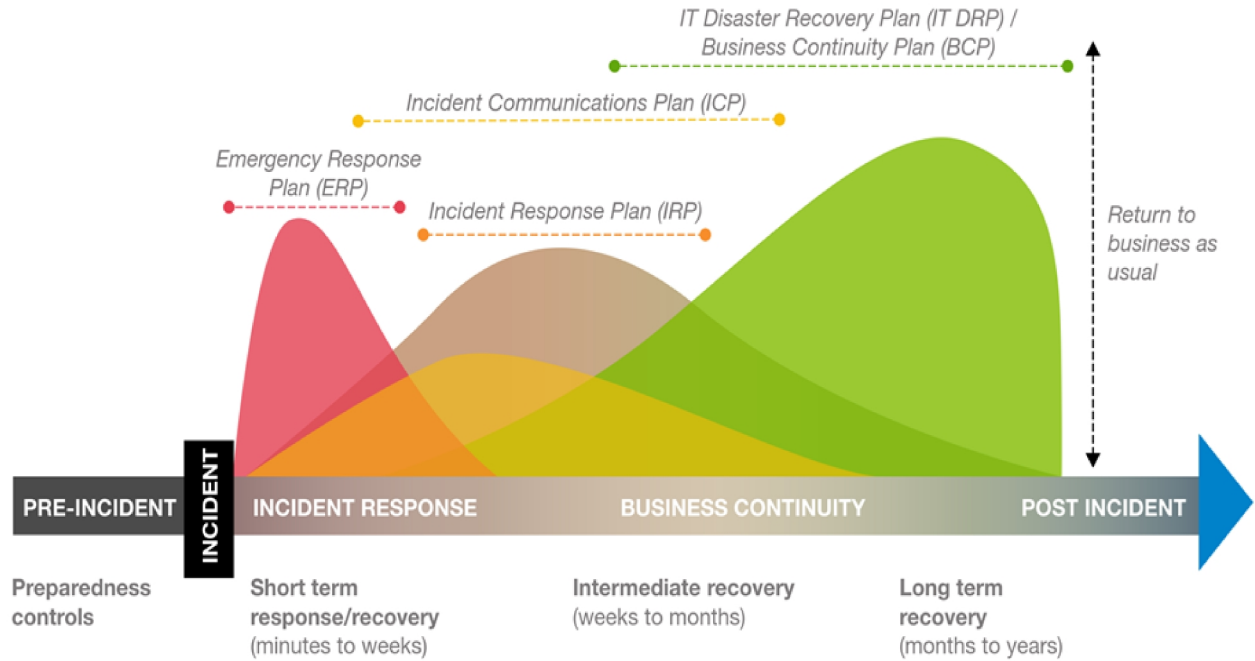 IT Disaster Recovery Plan (IT DRP) /
Business Continuity Plan (BCP)
Incident Communications Plan (ICP)
Emergency Response
Plan (ERP)
Incident Response Plan (IRP)
Return to
business as
usual
PRE-INCIDENT
INCIDENT
INCIDENT RESPONSE
BUSINESS CONTINUITY
POST INCIDENT
Preparedness
controls
Short term
response/recovery
(minutes to weeks)
Intermediate recovery
(weeks to months)
Long term
recovery
(months to years)